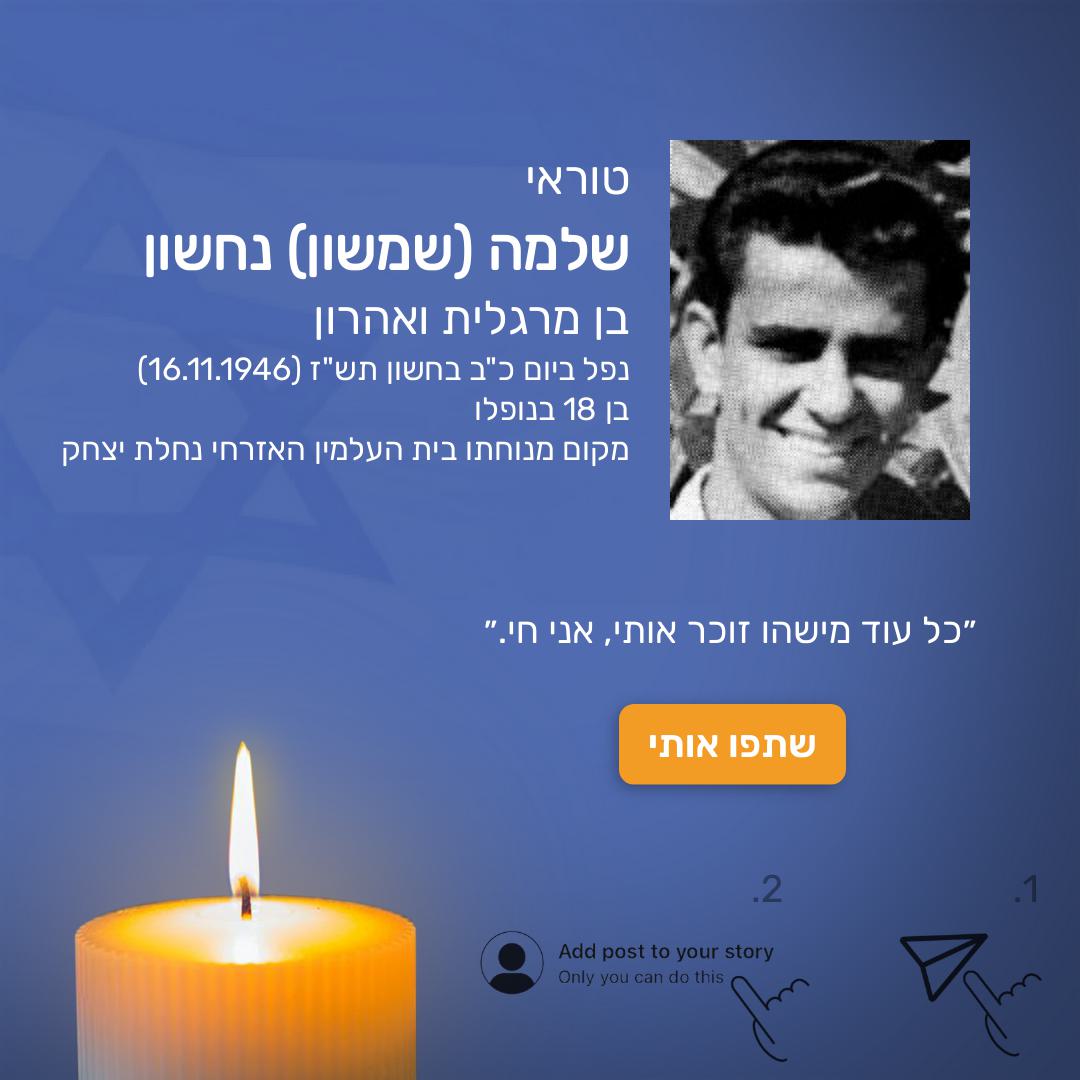 טוראי
שלמה (שמשון) נחשון
בן מרגלית ואהרון
נפל ביום כ"ב בחשון תש"ז (16.11.1946)
בן 18 בנופלו
מקום מנוחתו בית העלמין האזרחי נחלת יצחק
״כל עוד מישהו זוכר אותי, אני חי.״
שתפו אותי
1.
2.
Add post to your story
Only you can do this